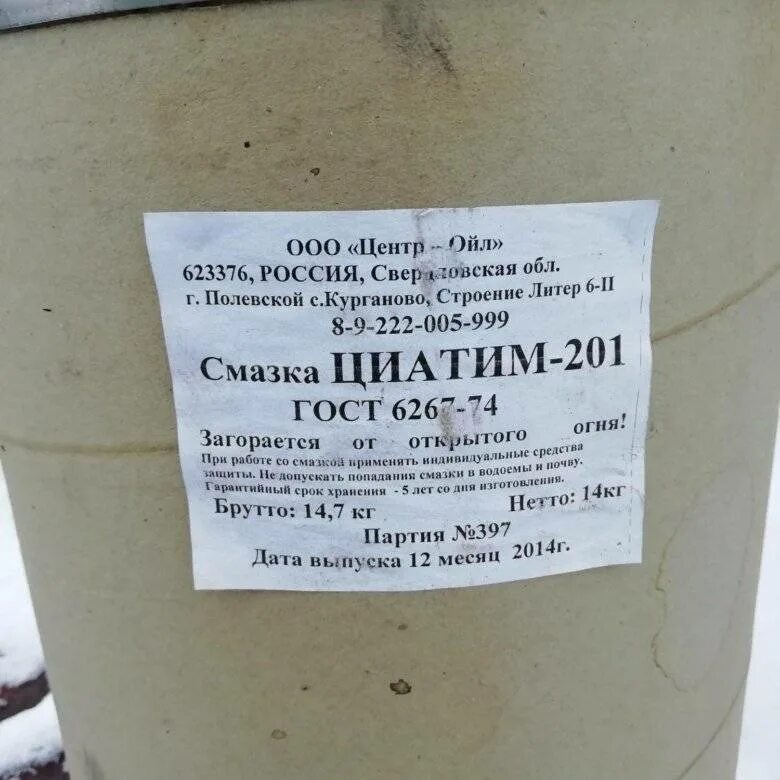 ООО «Центр – Ойл»
623376, РОССИЯ, Свердловская обл.
г. Полевской с.Курганово, Строение Литер 6-II
8-9-222-005-999
Смазка ЦИАТИМ-201
ГОСТ 6267-74
Загорается от открытого огня!
При работе со смазкой применять индивидуальные средства
защиты. Не допускать попадания смазки в водоемы и почву.
Гарантийный срок хранения - 5 лет со дня изготовления.
Брутто: 14,7 кг Нетто: 14кг
Партия №397
Дата выпуска 12 месяц 2014г.